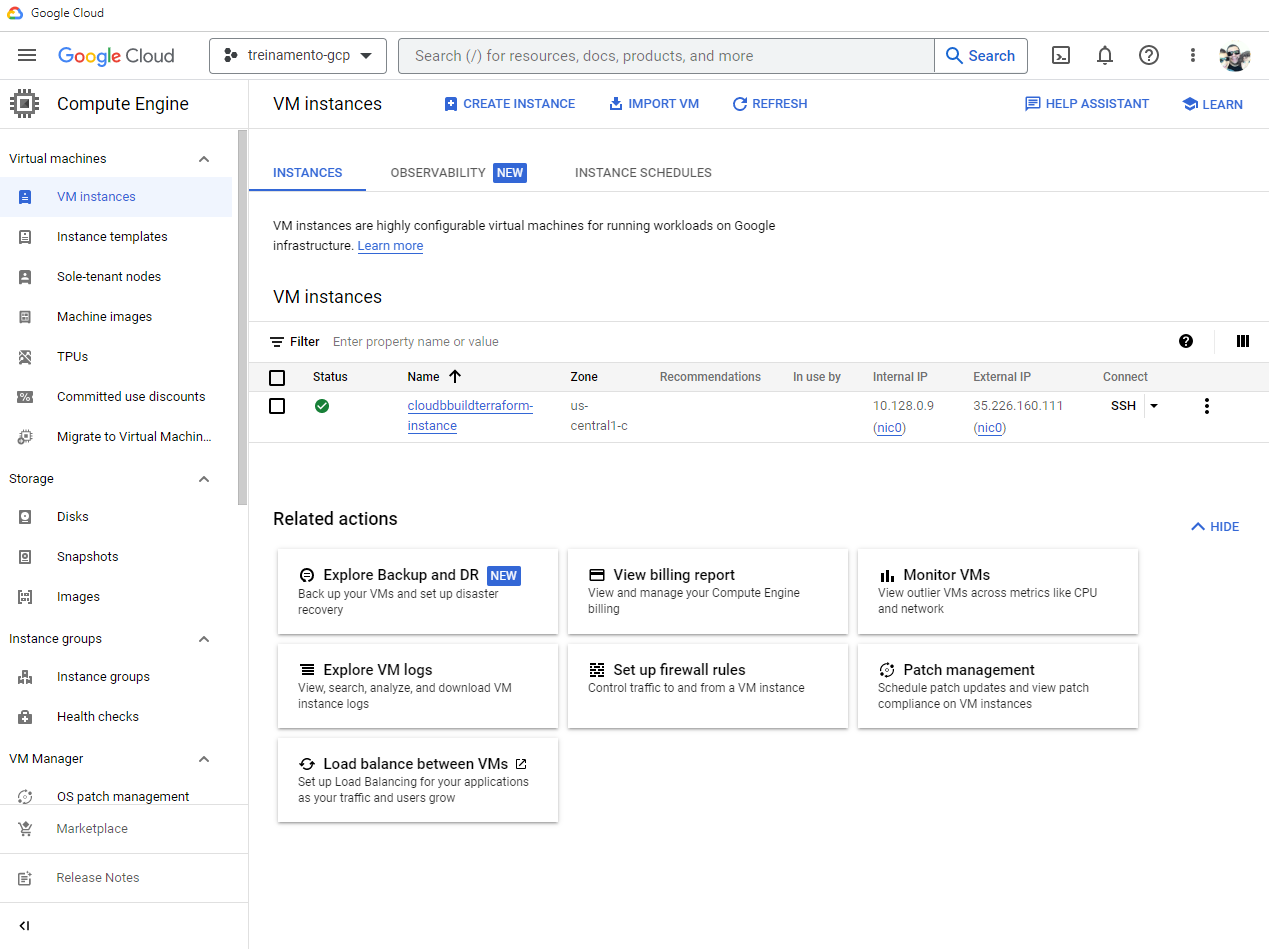 Google Cloud
Google Cloud
treinamento-gcp
Search (/) for resources, docs, products, and more
Search
Compute Engine
VM instances
CREATE INSTANCE
IMPORT VM
REFRESH
HELP ASSISTANT
LEARN
Virtual machines
VM instances
Instance templates
Sole-tenant nodes
Machine images
TPUs
Committed use discounts
Migrate to Virtual Machin...
Storage
Disks
Snapshots
Images
Instance groups
Instance groups
Health checks
VM Manager
OS patch management
Marketplace
Release Notes
INSTANCES
OBSERVABILITY NEW
INSTANCE SCHEDULES
VM instances are highly configurable virtual machines for running workloads on Google
infrastructure. Learn more
VM instances
Filter Enter property name or value
Status Name Zone Recommendations In use by Internal IP External IP Connect
cloudbbuildterraform- us- 10.128.0.9 35.226.160.111 SSH
instance central1-c (nic0) (nic0)
Related actions
HIDE
Explore Backup and DR NEW
Back up your VMs and set up disaster
recovery
View billing report
View and manage your Compute Engine
billing
Monitor VMs
View outlier VMs across metrics like CPU
and network
Explore VM logs
View, search, analyze, and download VM
instance logs
Set up firewall rules
Control traffic to and from a VM instance
Patch management
Schedule patch updates and view patch
compliance on VM instances
Load balance between VMs
Set up Load Balancing for your applications
as your traffic and users grow